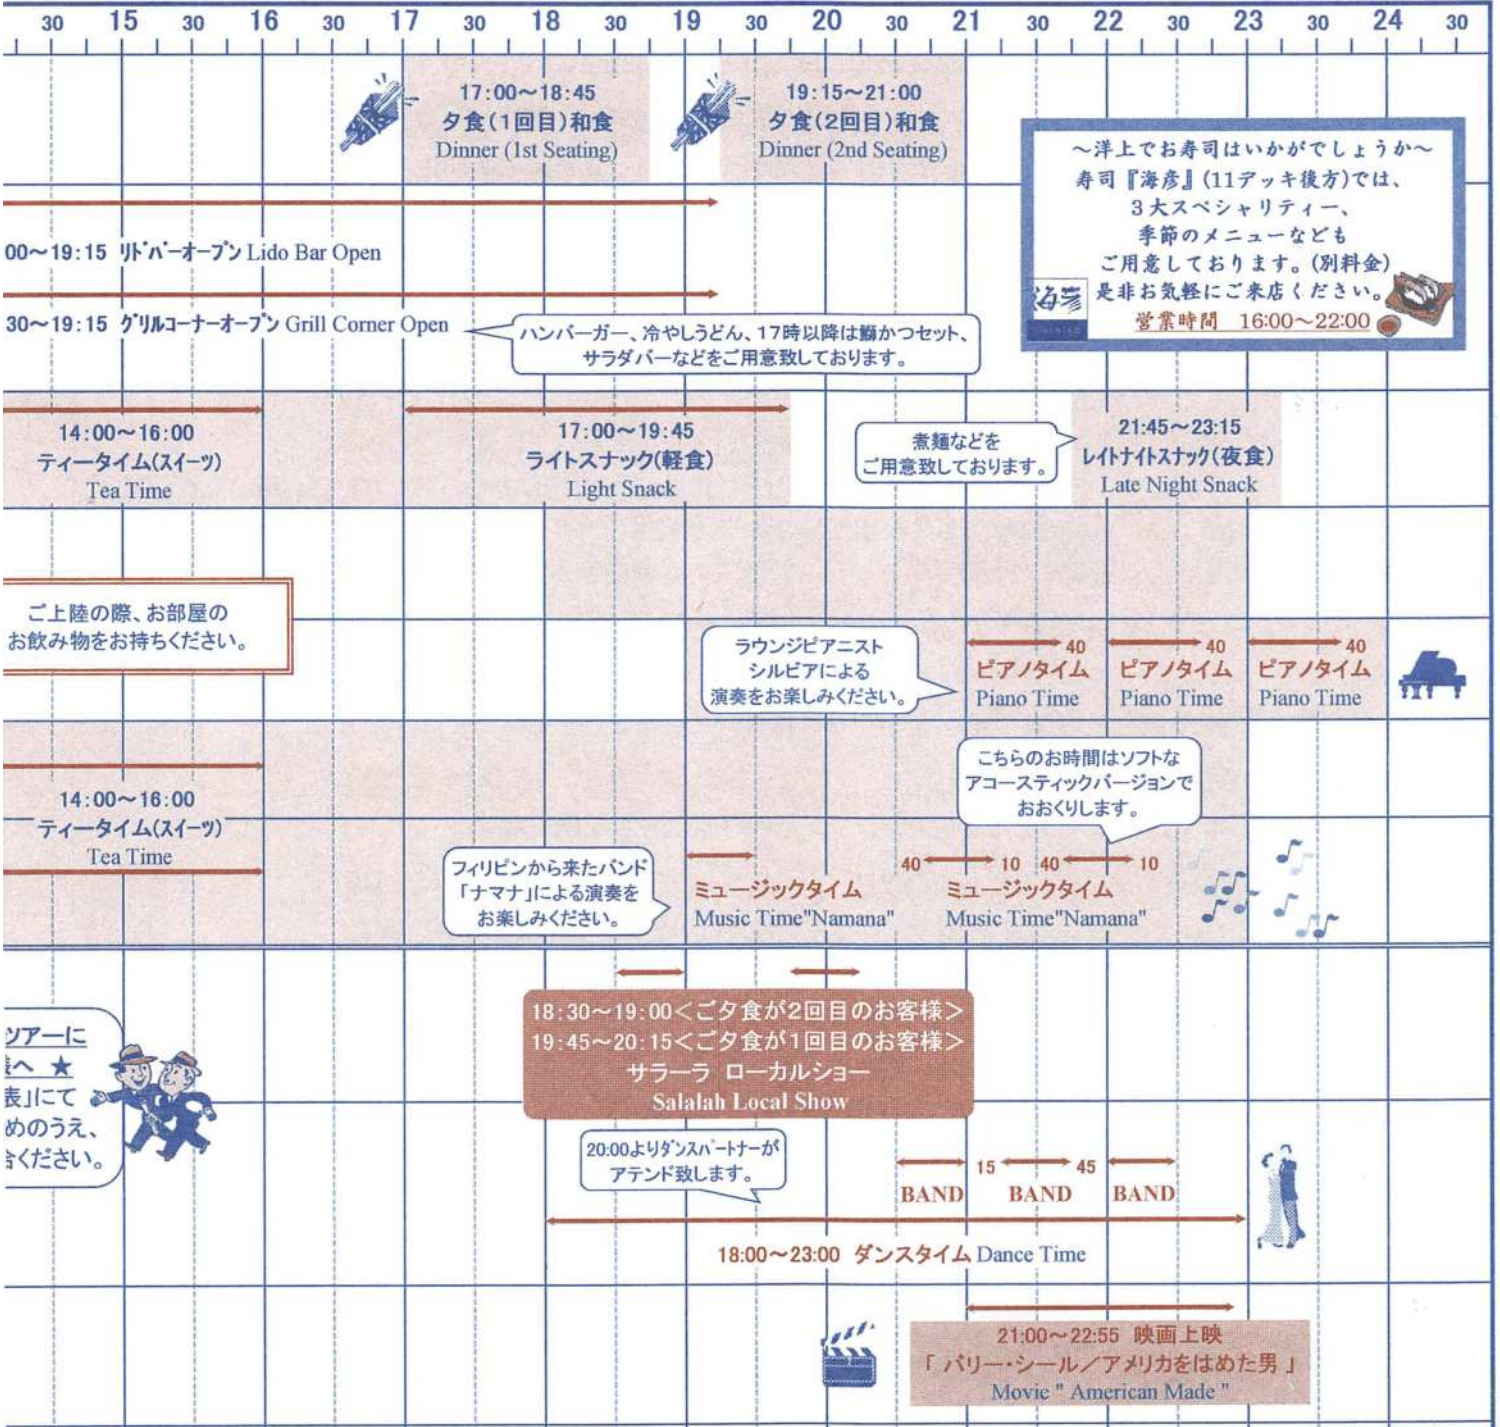 30 15 30 16 30 17 30 18 30 19 30 20 30 21 30 22 30 23 30 24 30
17:00～18:45
夕食(1回目)和食
Dinner (1st Seating)
19:15～21:00
夕食(2回目)和食
Dinner (2nd Seating)
～洋上でお寿司はいかがでしょうか～
寿司『海彦』(11デッキ後方)では、
3大スペシャリティー、
季節のメニューなども
ご用意しております。(別料金)
是非お気軽にご来店ください。
営業時間 16:00～22:00
海彦
00～19:15 リドバーオープン Lido Bar Open
30～19:15 グリルコーナーオープン Grill Corner Open
ハンバーガー、冷やしうどん、17時以降は鰤かつセット、
サラダバーなどをご用意致しております。
14:00～16:00
ティータイム(スイーツ)
Tea Time
17:00～19:45
ライトスナック(軽食)
Light Snack
煮麺などを
ご用意致しております。
21:45～23:15
レイトナイトスナック(夜食)
Late Night Snack
ご上陸の際、お部屋の
お飲み物をお持ちください。
ラウンジピアニスト
シルビアによる
演奏をお楽しみください。
40
ピアノタイム
Piano Time
40
ピアノタイム
Piano Time
40
ピアノタイム
Piano Time
14:00～16:00
ティータイム(スイーツ)
Tea Time
こちらのお時間はソフトな
アコースティックバージョンで
おおくりします。
フィリピンから来たバンド
「ナマナ」による演奏を
お楽しみください。
ミュージックタイム
Music Time"Namana"
40 10 40 10
ミュージックタイム
Music Time"Namana"
18:30～19:00＜ご夕食が2回目のお客様＞
19:45～20:15＜ご夕食が1回目のお客様＞
サラーラ ローカルショー
Salalah Local Show
ツアーに
様へ ★
表」にて
めのうえ、
合ください。
20:00よりダンスパートナーが
アテンド致します。
15 45
BAND BAND BAND
18:00～23:00 ダンスタイム Dance Time
21:00～22:55 映画上映
「 バリー・シール／アメリカをはめた男 」
Movie " American Made "